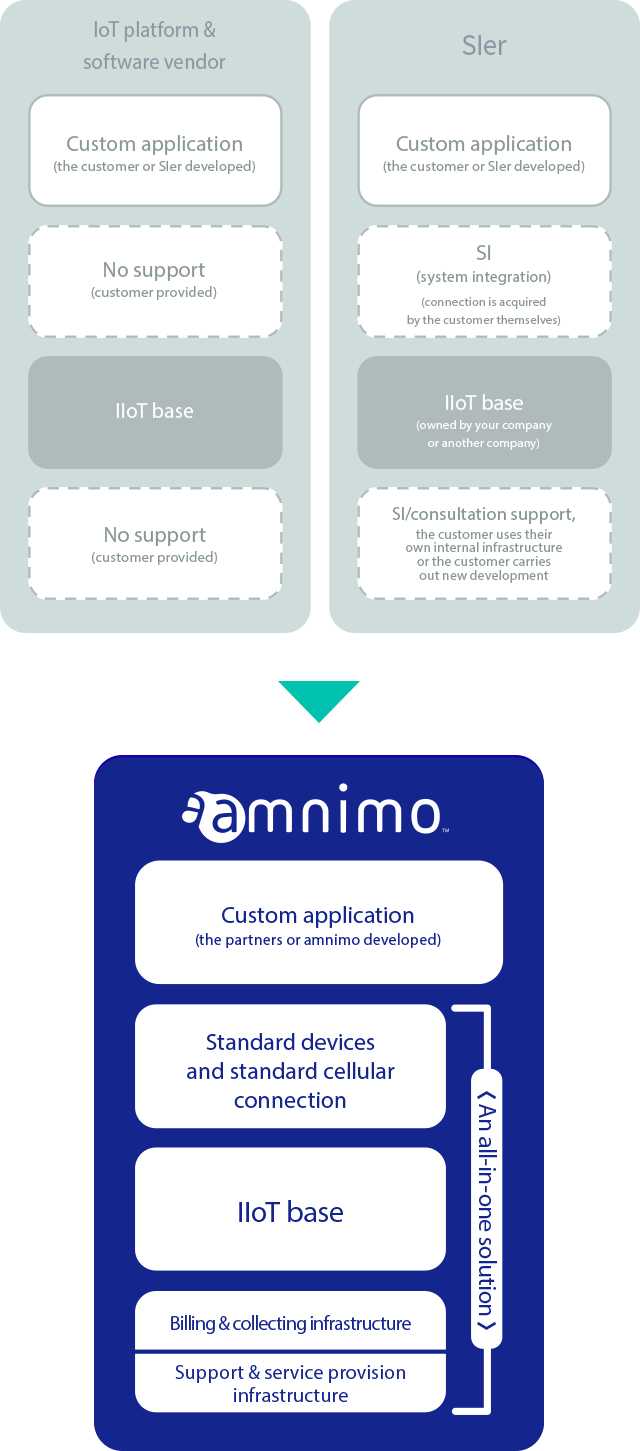 IoT platform &
software vendor
Custom application
(the customer or SIer developed)
No support
(customer provided)
IIoT base
No support
(customer provided)
SIer
Custom application
(the customer or SIer developed)
SI
(system integration)
(connection is acquired
by the customer themselves)
IIoT base
(owned by your company
or another company)
SI/consultation support,
the customer uses their
own internal infrastructure
or the customer carries
out new development
amnimo™
Custom application
(the partners or amnimo developed)
Standard devices
and standard cellular
connection
IIoT base
Billing & collecting infrastructure
Support & service provision
infrastructure
〈 An all-in-one solution 〉